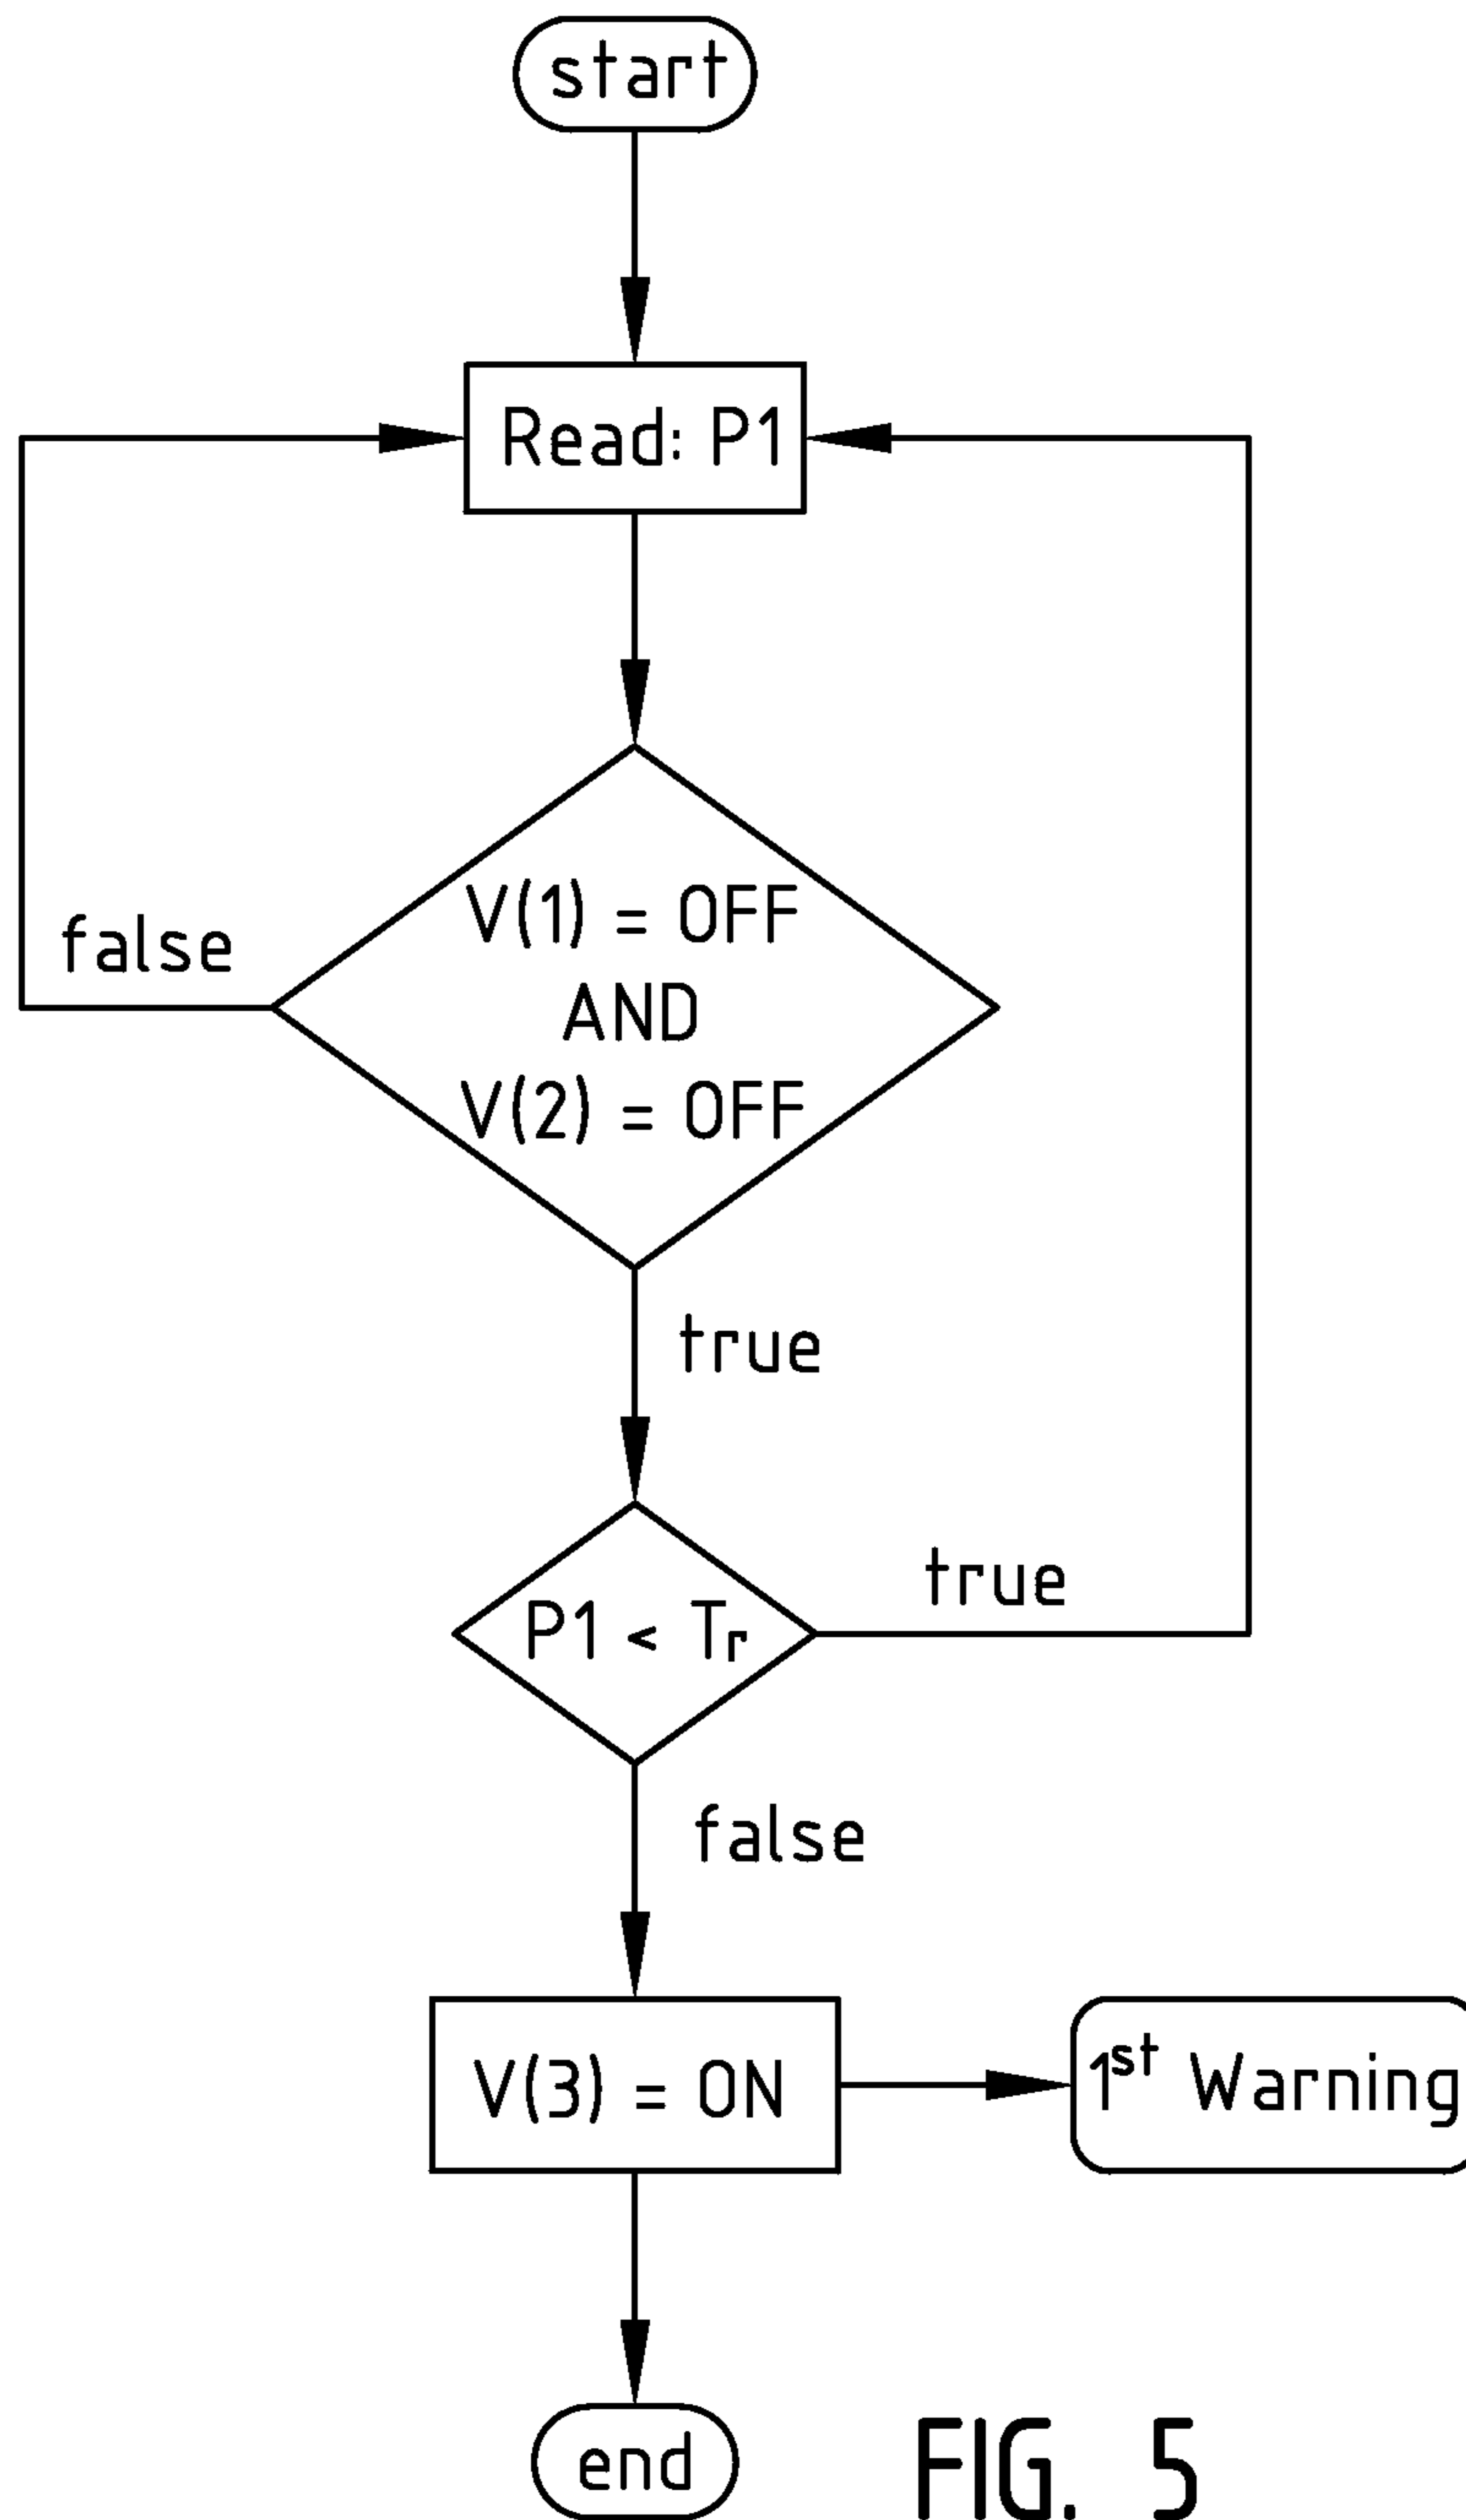 start
Read: P1
V(1) = OFF
AND
V(2) = OFF
false
true
P1 < Tr
true
false
V(3) = ON
1st Warning
end
FIG. 5